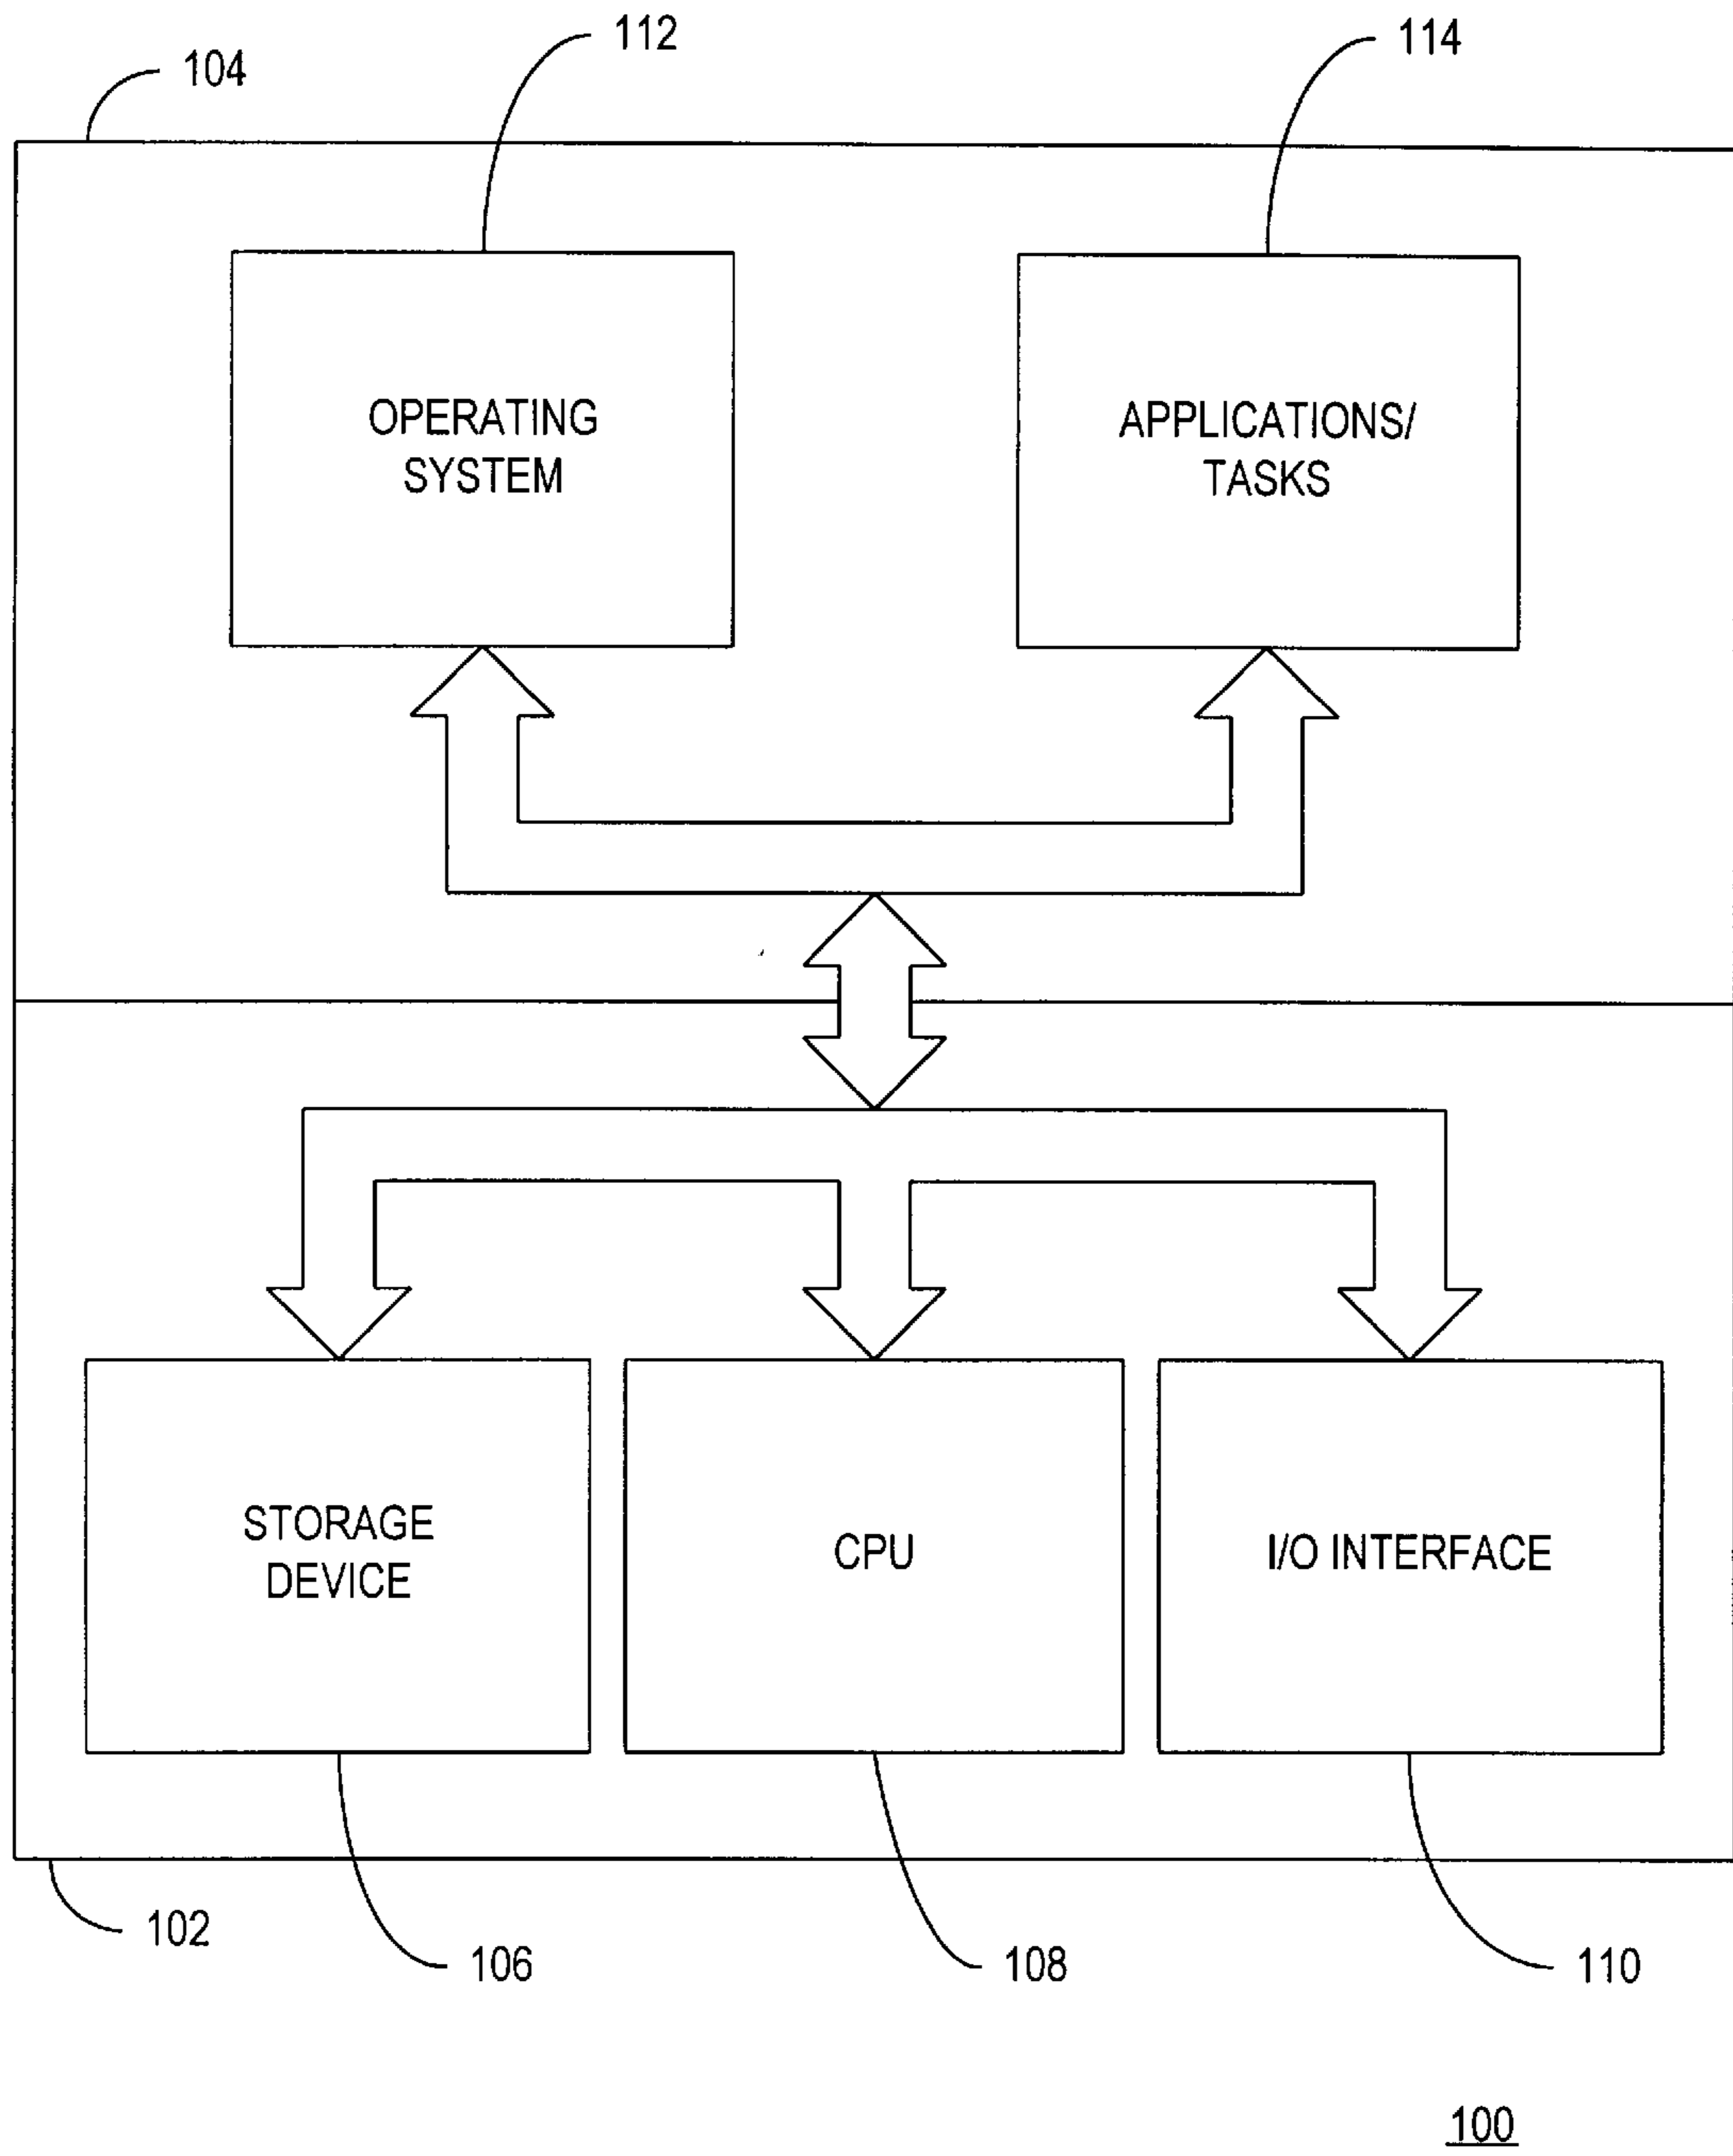 112
114
104
OPERATING
SYSTEM
APPLICATIONS/
TASKS
STORAGE
DEVICE
CPU
I/O INTERFACE
102
106
108
110
100